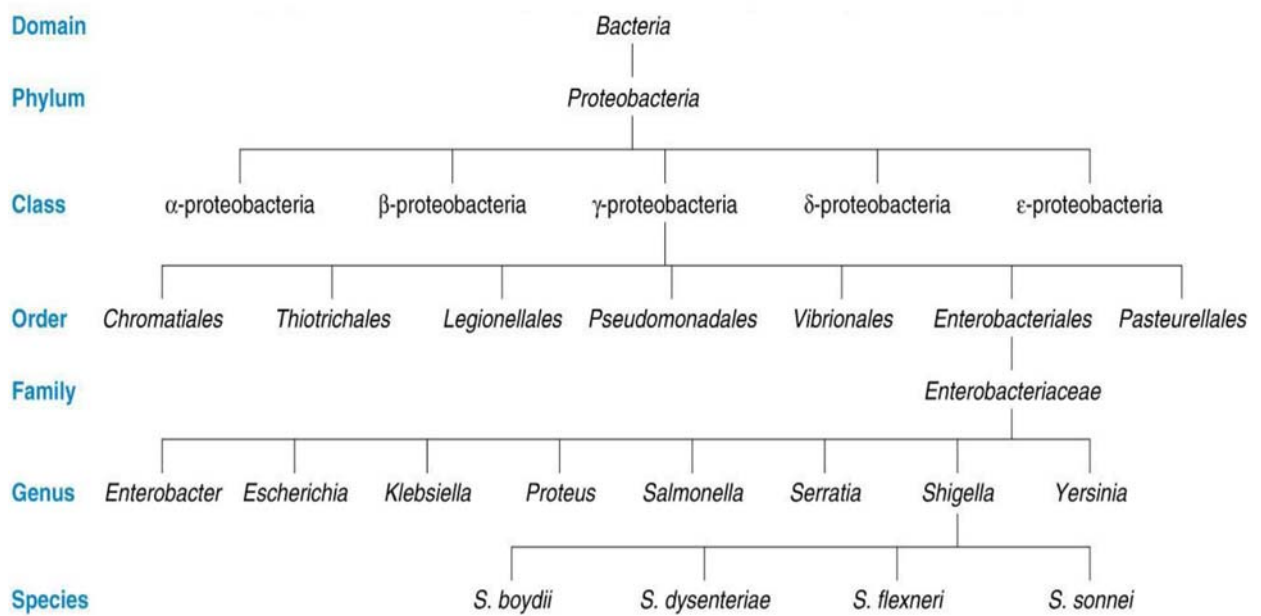 Domain Bacteria
Phylum Proteobacteria
Class α-proteobacteria β-proteobacteria γ-proteobacteria δ-proteobacteria ε-proteobacteria
Order Chromatiales Thiotrichales Legionellales Pseudomonadales Vibrionales Enterobacteriales Pasteurellales
Family Enterobacteriaceae
Genus Enterobacter Escherichia Klebsiella Proteus Salmonella Serratia Shigella Yersinia
Species S. boydii S. dysenteriae S. flexneri S. sonnei